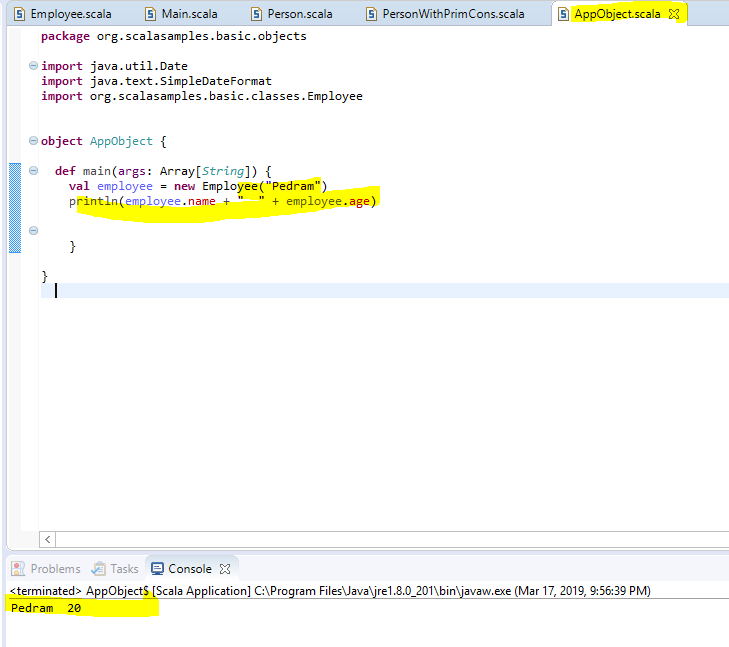 Employee.scala Main.scala Person.scala PersonWithPrimCons.scala AppObject.scala
package org.scalasamples.basic.objects
import java.util.Date
import java.text.SimpleDateFormat
import org.scalasamples.basic.classes.Employee
object AppObject {
def main(args: Array[String]) {
val employee = new Employee("Pedram")
println(employee.name + "  " + employee.age)
}
}
Problems Tasks Console
<terminated> AppObject$ [Scala Application] C:\Program Files\Java\jre1.8.0_201\bin\javaw.exe (Mar 17, 2019, 9:56:39 PM)
Pedram  20